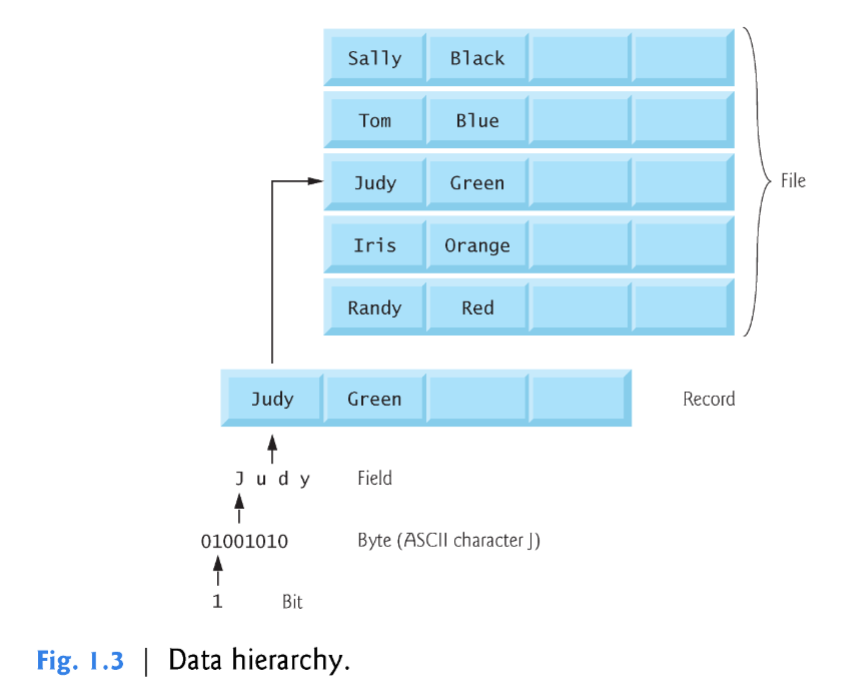 Sally Black
Tom Blue
Judy Green
File
Iris Orange
Randy Red
Judy Green
Record
J u d y
Field
01001010
Byte (ASCII character J)
1
Bit
Fig. 1.3 | Data hierarchy.